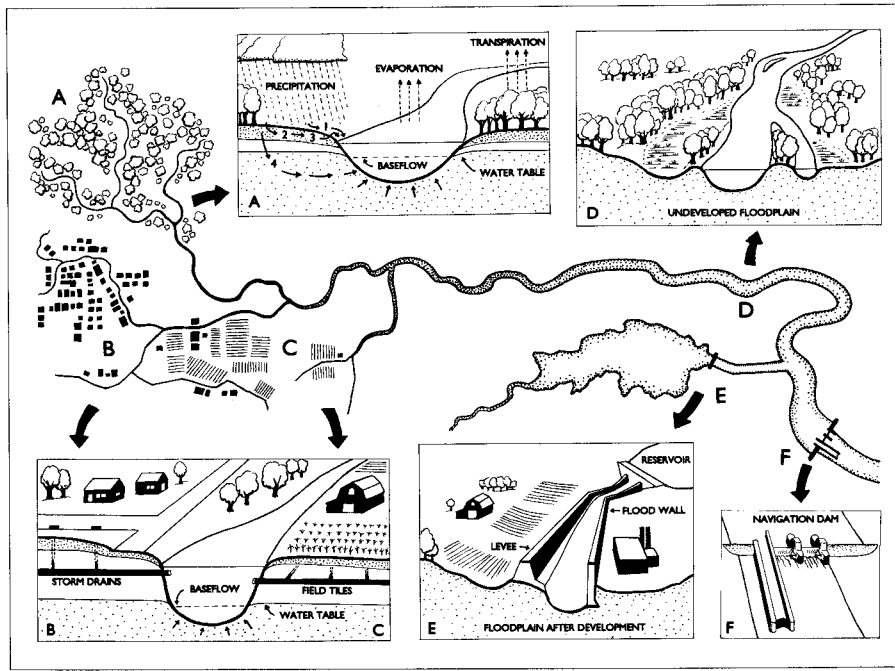 A
PRECIPITATION
EVAPORATION
TRANSPIRATION
1
2
3
4
BASEFLOW
WATER TABLE
A
D
UNDEVELOPED FLOODPLAIN
B
C
D
E
F
STORM DRAINS
BASEFLOW
FIELD TILES
WATER TABLE
B
C
RESERVOIR
FLOOD WALL
LEVEE
E
FLOODPLAIN AFTER DEVELOPMENT
NAVIGATION DAM
F